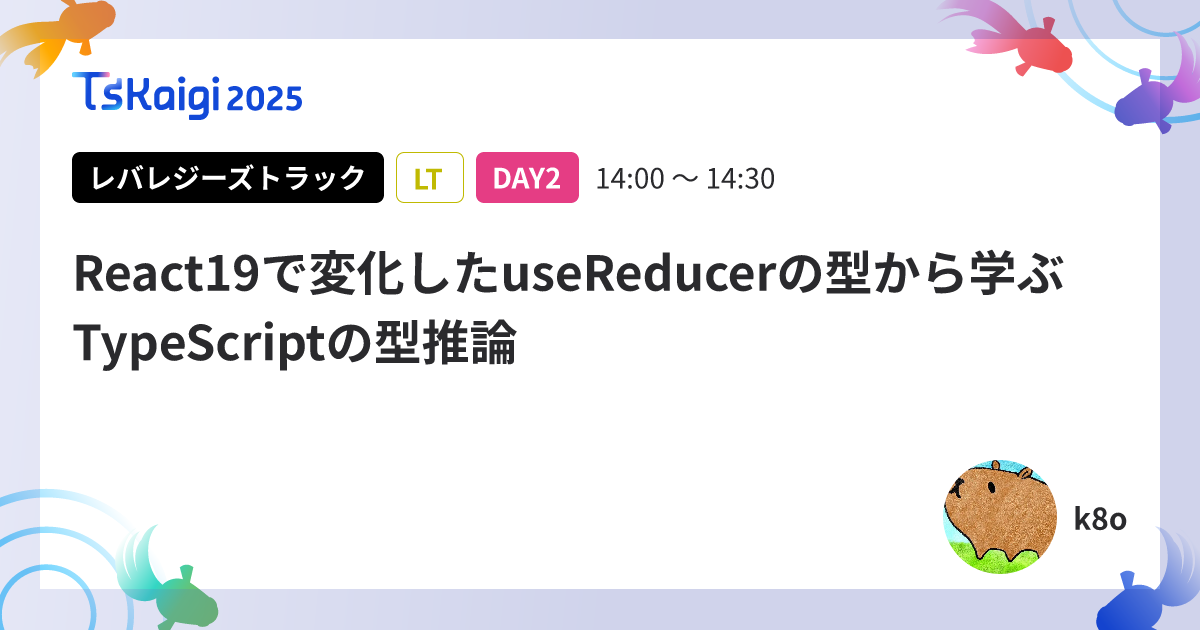 TSKaigi 2025
レバレジーズトラック LT DAY2 14:00 〜 14:30
React19で変化したuseReducerの型から学ぶ
TypeScriptの型推論
k8o